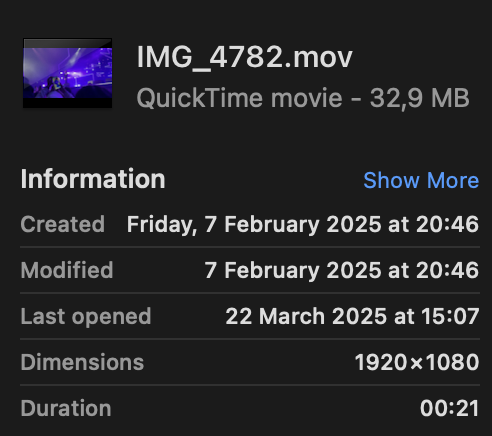 IMG_4782.mov
QuickTime movie - 32,9 MB
Information Show More
Created Friday, 7 February 2025 at 20:46
Modified 7 February 2025 at 20:46
Last opened 22 March 2025 at 15:07
Dimensions 1920×1080
Duration 00:21